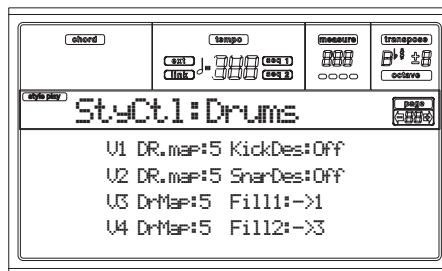 chord
tempo
measure
transpose
ext
link
seq 1
seq 2
octave
style play
StyCtl:Drums
page
V1 DR.map:5 KickDes:Off
V2 DR.map:5 SnarDes:Off
V3 DrMap:5 Fill1:->1
V4 DrMap:5 Fill2:->3